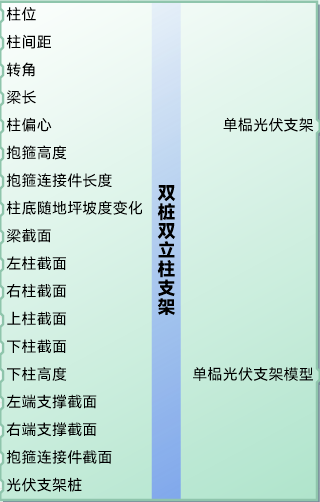 柱位
柱间距
转角
梁长
柱偏心
抱箍高度
抱箍连接件长度
柱底随地坪坡度变化
梁截面
左柱截面
右柱截面
上柱截面
下柱截面
下柱高度
左端支撑截面
右端支撑截面
抱箍连接件截面
光伏支架桩
双桩双立柱支架
单榀光伏支架
单榀光伏支架模型